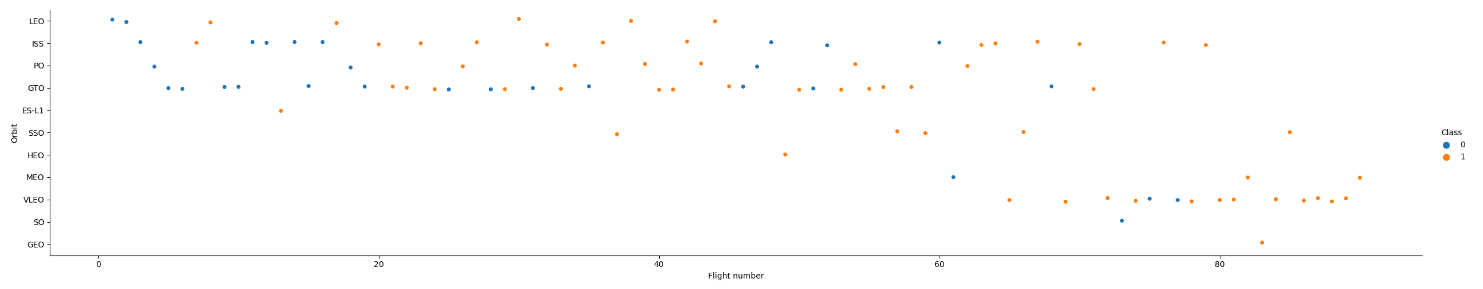 LEO
ISS
PO
GTO
ES-L1
SSO
HEO
MEO
VLEO
SO
GEO
Orbit
0 20 40 60 80
Flight number
Class
0
1